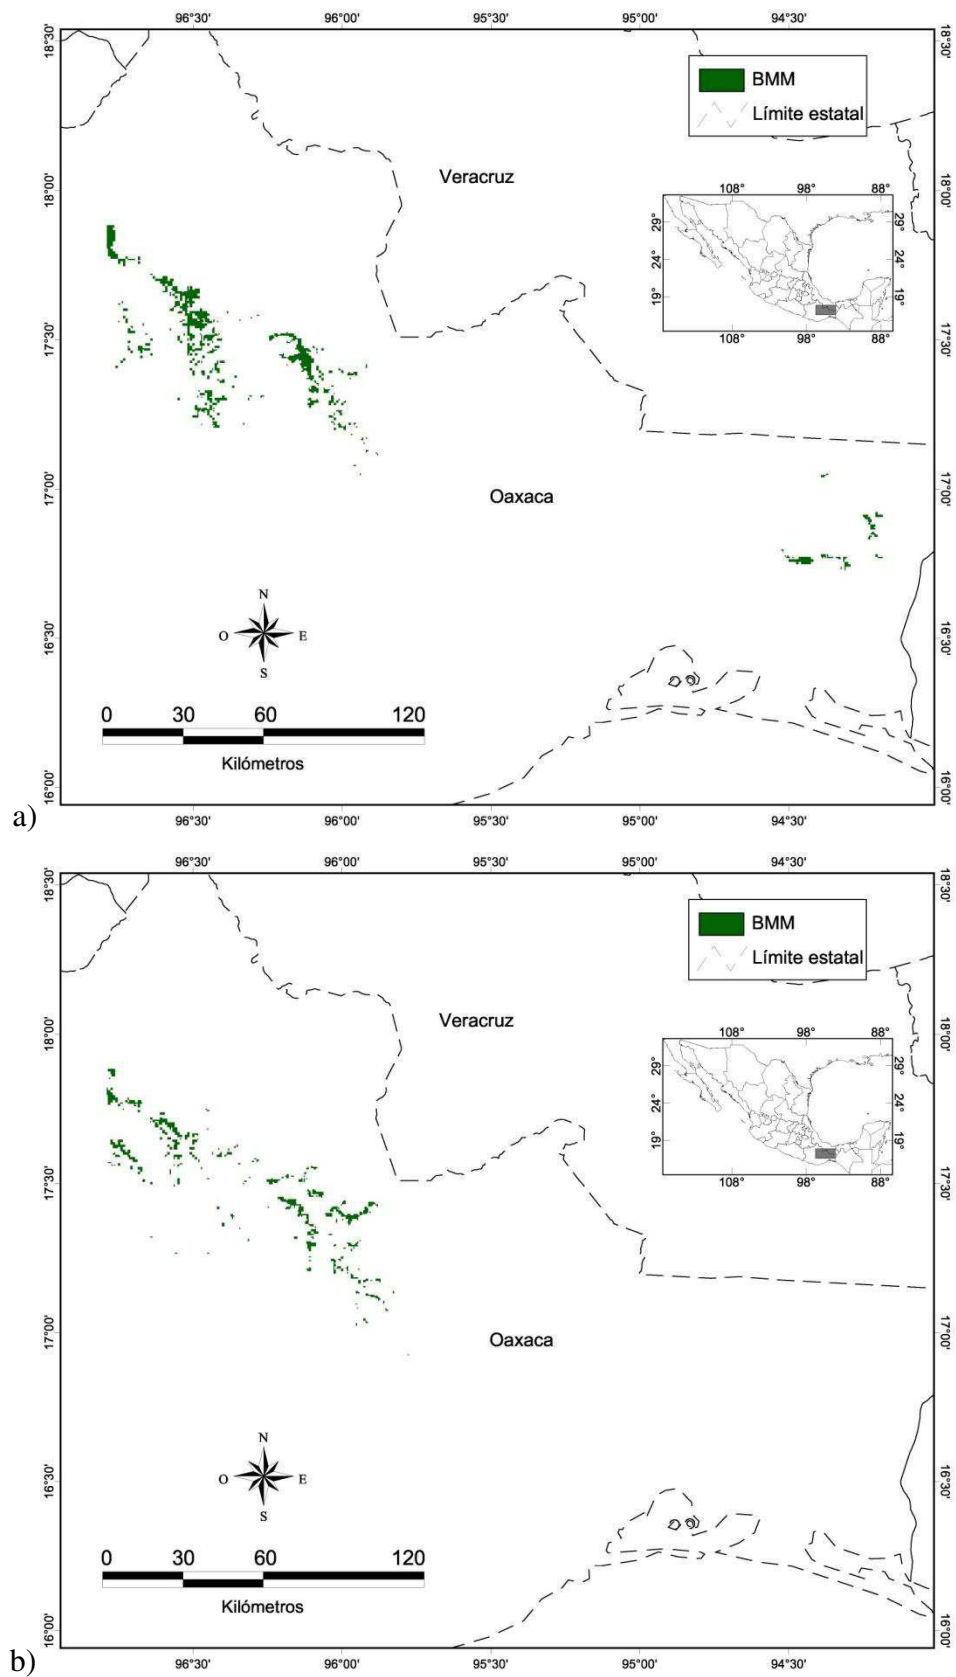 96°30' 96°00' 95°30' 95°00' 94°30'
18°30' 18°30'
BMM
Límite estatal
Veracruz
18°00' 18°00'
108° 98° 88°
29° 29°
24° 24°
19° 19°
108° 98° 88°
17°30' 17°30'
17°00' 17°00'
Oaxaca
N
O E
S
16°30' 16°30'
0 30 60 120
Kilómetros
16°00' 16°00'
a)
96°30' 96°00' 95°30' 95°00' 94°30'
96°30' 96°00' 95°30' 95°00' 94°30'
18°30' 18°30'
BMM
Límite estatal
Veracruz
18°00' 18°00'
108° 98° 88°
29° 29°
24° 24°
19° 19°
108° 98° 88°
17°30' 17°30'
17°00' 17°00'
Oaxaca
N
O E
S
16°30' 16°30'
0 30 60 120
Kilómetros
16°00' 16°00'
b)
96°30' 96°00' 95°30' 95°00' 94°30'